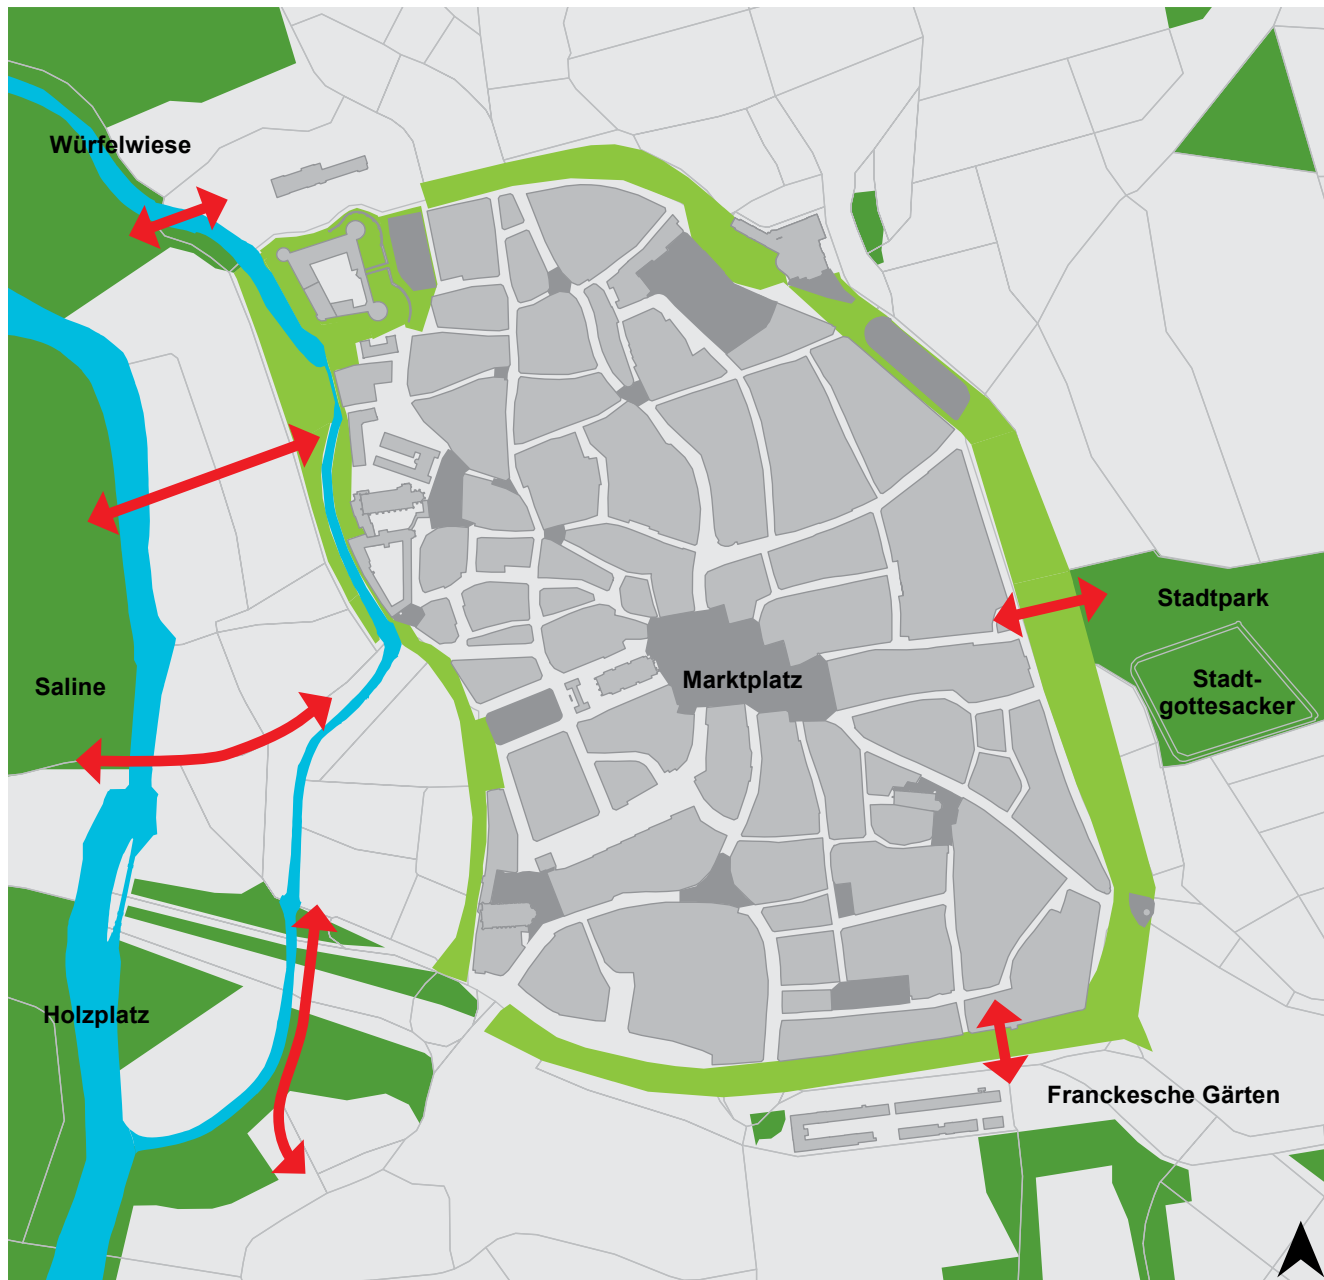 Würfelwiese
Stadtpark
Saline
Marktplatz
Stadt-
gottesacker
Holzplatz
Franckesche Gärten